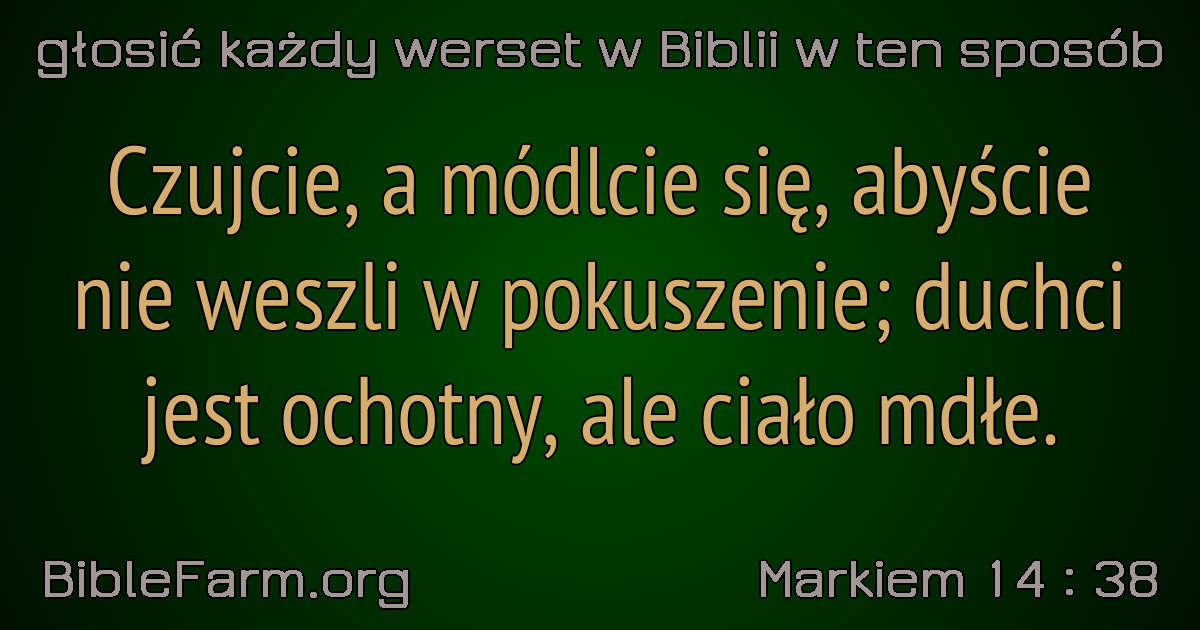 głosić każdy werset w Biblii w ten sposób
Czujcie, a módlcie się, abyście
nie weszli w pokuszenie; duchci
jest ochotny, ale ciało mdłe.
BibleFarm.org
Markiem 14 : 38